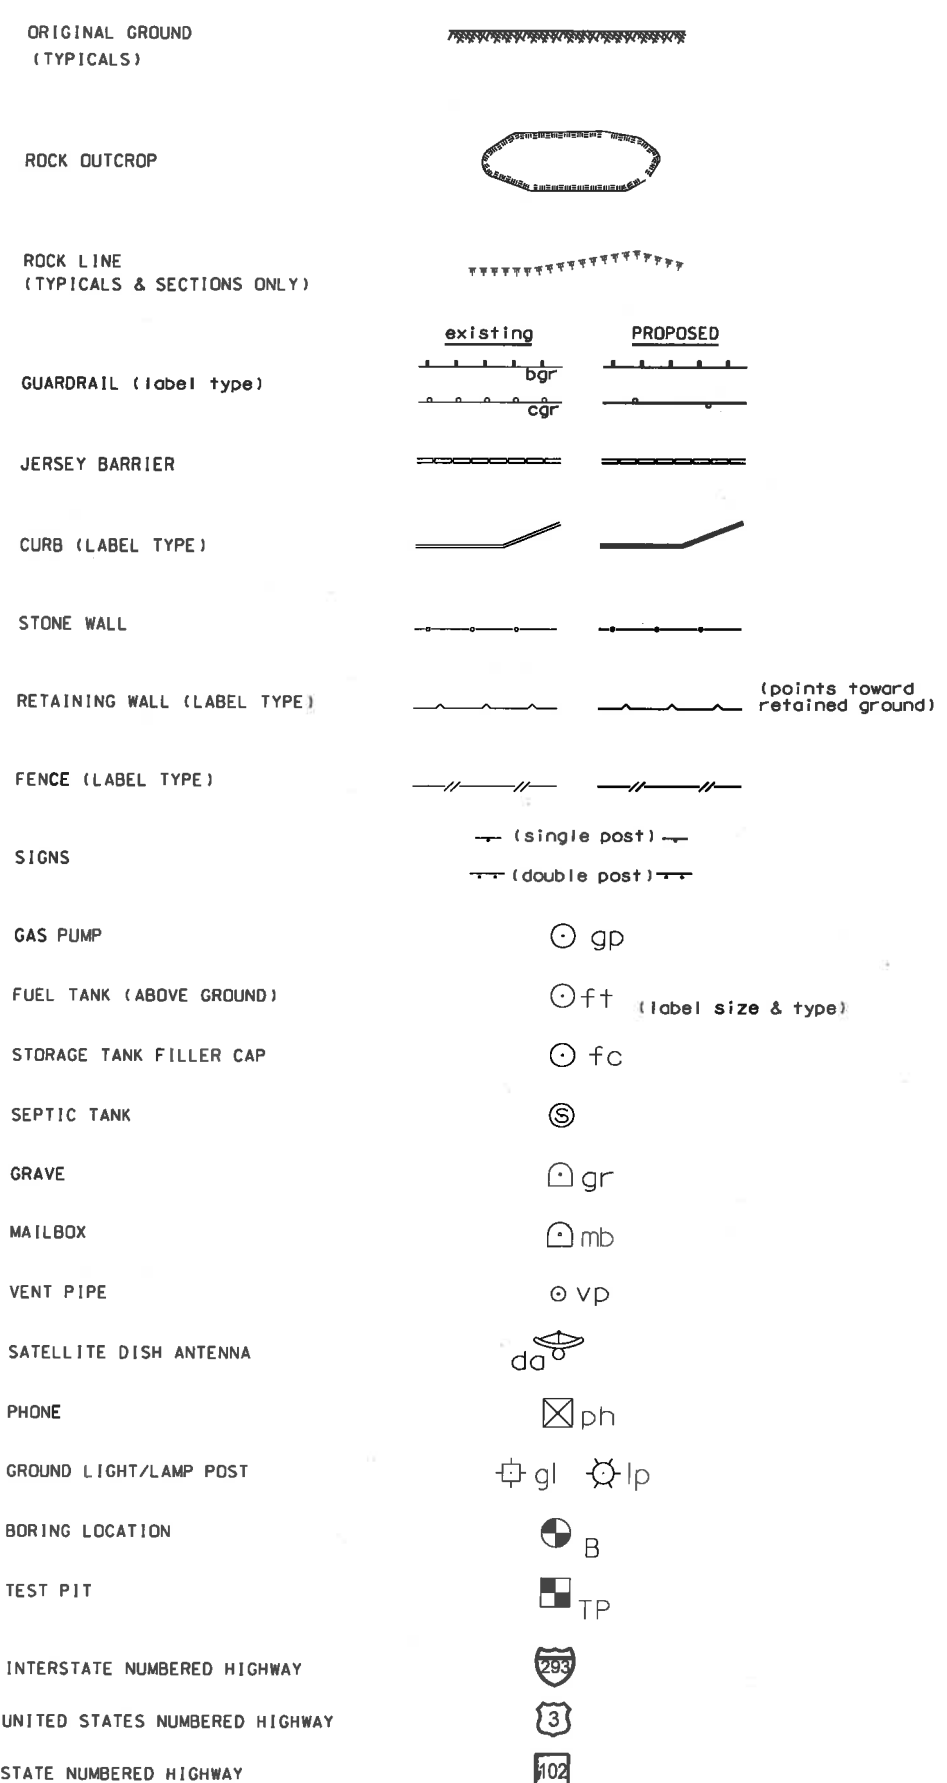 ORIGINAL GROUND
(TYPICALS)
ROCK OUTCROP
ROCK LINE
(TYPICALS & SECTIONS ONLY)
existing PROPOSED
GUARDRAIL (label type)
bgr
cgr
JERSEY BARRIER
CURB (LABEL TYPE)
STONE WALL
RETAINING WALL (LABEL TYPE)
(points toward
retained ground)
FENCE (LABEL TYPE)
SIGNS
(single post)
(double post)
GAS PUMP gp
FUEL TANK (ABOVE GROUND) ft (label size & type)
STORAGE TANK FILLER CAP fc
SEPTIC TANK S
GRAVE gr
MAILBOX mb
VENT PIPE vp
SATELLITE DISH ANTENNA da
PHONE ph
GROUND LIGHT/LAMP POST gl lp
BORING LOCATION B
TEST PIT TP
INTERSTATE NUMBERED HIGHWAY 293
UNITED STATES NUMBERED HIGHWAY 3
STATE NUMBERED HIGHWAY 102